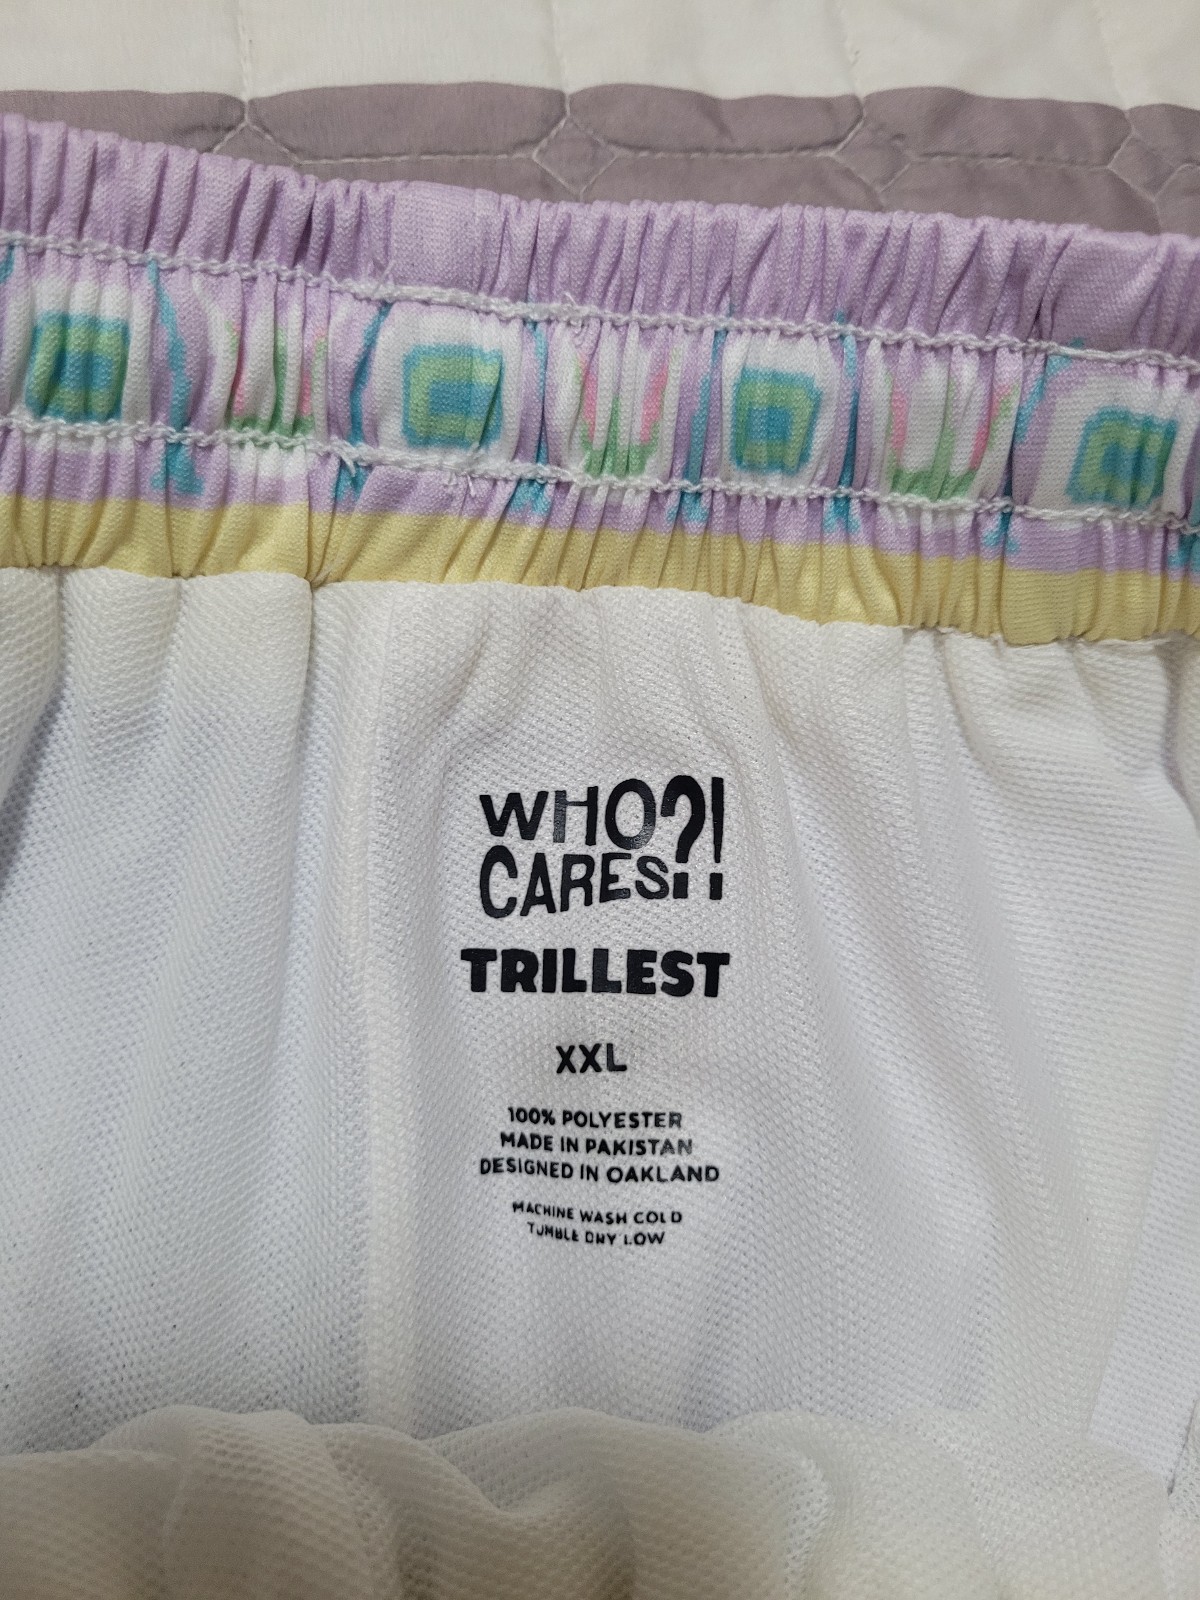 WHO?!
CARES
TRILLEST
XXL
100% POLYESTER
MADE IN PAKISTAN
DESIGNED IN OAKLAND
MACHINE WASH COLD
TUMBLE DRY LOW